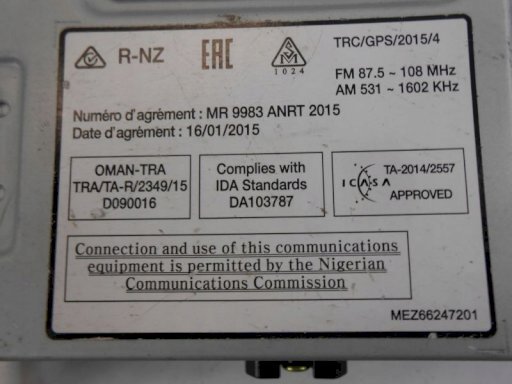 R-NZ
EAC
1024
TRC/GPS/2015/4
FM 87.5 ~ 108 MHz
AM 531 ~ 1602 KHz
Numéro d'agrément : MR 9983 ANRT 2015
Date d'agrément : 16/01/2015
OMAN-TRA
TRA/TA-R/2349/15
D090016
Complies with
IDA Standards
DA103787
ICASA
TA-2014/2557
APPROVED
Connection and use of this communications
equipment is permitted by the Nigerian
Communications Commission
MEZ66247201